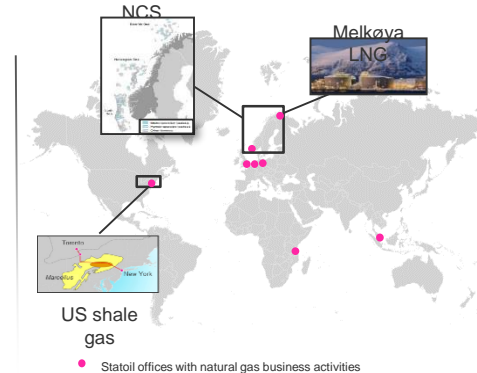 NCS
Melkøya
LNG
Toronto
Marcellus
New York
US shale
gas
Statoil offices with natural gas business activities